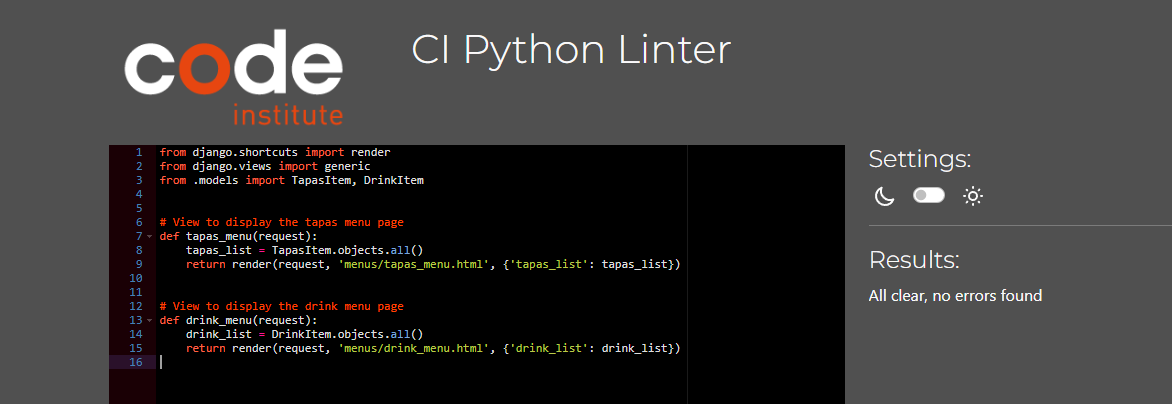 code
institute
CI Python Linter
1 from django.shortcuts import render
2 from django.views import generic
3 from .models import TapasItem, DrinkItem
4
5
6 # View to display the tapas menu page
7 def tapas_menu(request):
8     tapas_list = TapasItem.objects.all()
9     return render(request, 'menus/tapas_menu.html', {'tapas_list': tapas_list})
10
11
12 # View to display the drink menu page
13 def drink_menu(request):
14     drink_list = DrinkItem.objects.all()
15     return render(request, 'menus/drink_menu.html', {'drink_list': drink_list})
16
Settings:
Results:
All clear, no errors found